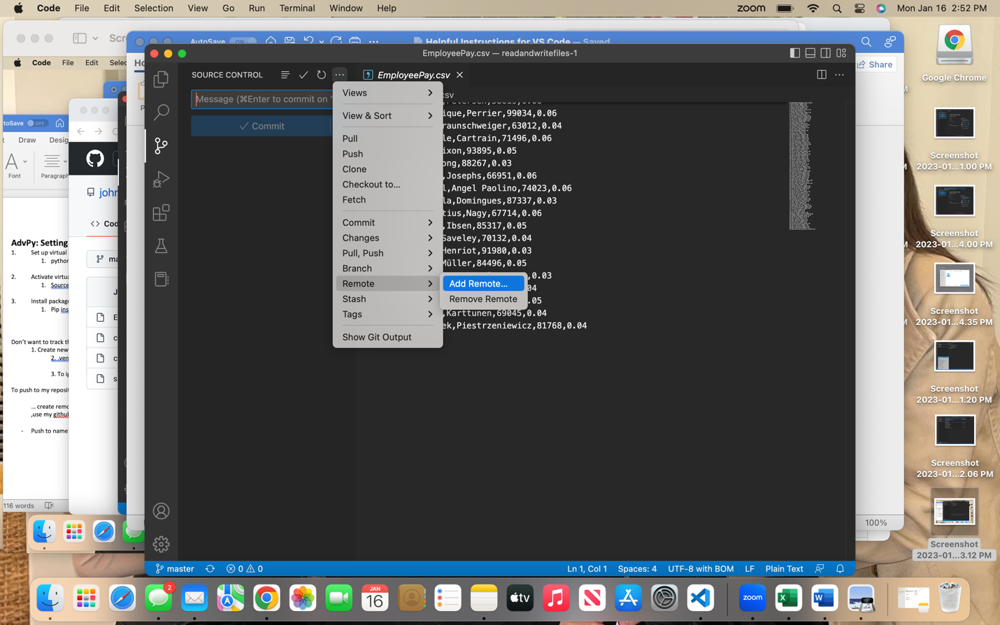 Code File Edit Selection View Go Run Terminal Window Help
zoom Mon Jan 16 2:52 PM
AutoSave ON Helpful Instructions for VS Code — Saved
Code File Edit
Share
EmployeePay.csv — readandwritefiles-1
SOURCE CONTROL
EmployeePay.csv
Message (⌘Enter to commit on "
Commit
Views
View & Sort
Pull
Push
Clone
Checkout to...
Fetch
Commit
Changes
Pull, Push
Branch
Remote
Stash
Tags
Show Git Output
Add Remote...
Remove Remote
csv
ique,Perrier,99034,0.06
raunschweiger,63012,0.04
le,Cartrain,71496,0.06
ixon,93895,0.05
ong,88267,0.03
,Josephs,66951,0.06
l,Angel Paolino,74023,0.06
la,Domingues,87337,0.03
tius,Nagy,67714,0.06
,Ibsen,85317,0.05
Saveley,70132,0.04
Henriot,91980,0.03
Müller,84496,0.05
,0.03
04
.05
,Karttunen,69045,0.04
ek,Piestrzeniewicz,81768,0.04
toSave OFF
Draw Desig
Font Paragraph
john
<> Cod
ma
AdvPy: Setting
1. Set up virtual
1. python
2. Activate virtua
1. Source
3. Install package
1. Pip ins
Don't want to track th
1. Create new
2. .ven
3. To ig
To push to my reposit
... create remo
,use my github
- Push to name
116 words
100%
master 0 0
Ln 1, Col 1 Spaces: 4 UTF-8 with BOM LF Plain Text
Google Chrome
Screenshot
2023-01...1.00 PM
Screenshot
2023-01...4.00 PM
Screenshot
2023-01...4.35 PM
Screenshot
2023-01...1.20 PM
Screenshot
2023-01...2.06 PM
Screenshot
2023-01...3.12 PM
2
JAN
16
tv
zoom